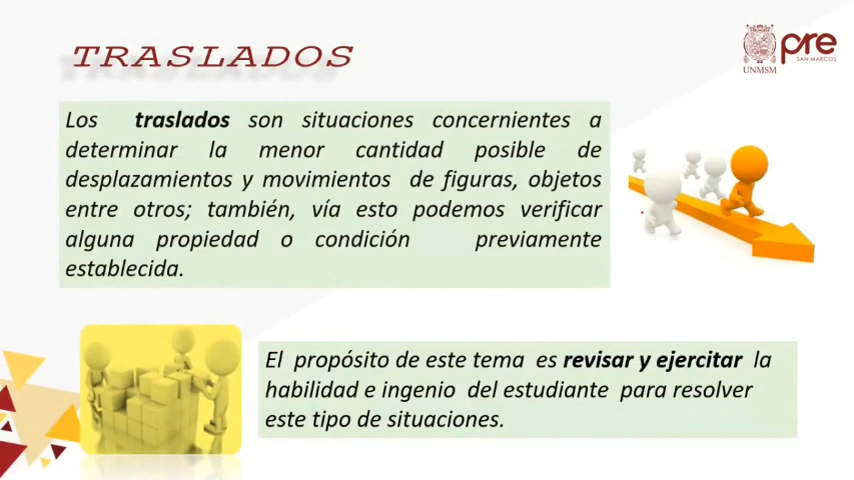 TRASLADOS
UNMSM
pre
SAN MARCOS
Los traslados son situaciones concernientes a
determinar la menor cantidad posible de
desplazamientos y movimientos de figuras, objetos
entre otros; también, vía esto podemos verificar
alguna propiedad o condición previamente
establecida.
El propósito de este tema es revisar y ejercitar la
habilidad e ingenio del estudiante para resolver
este tipo de situaciones.